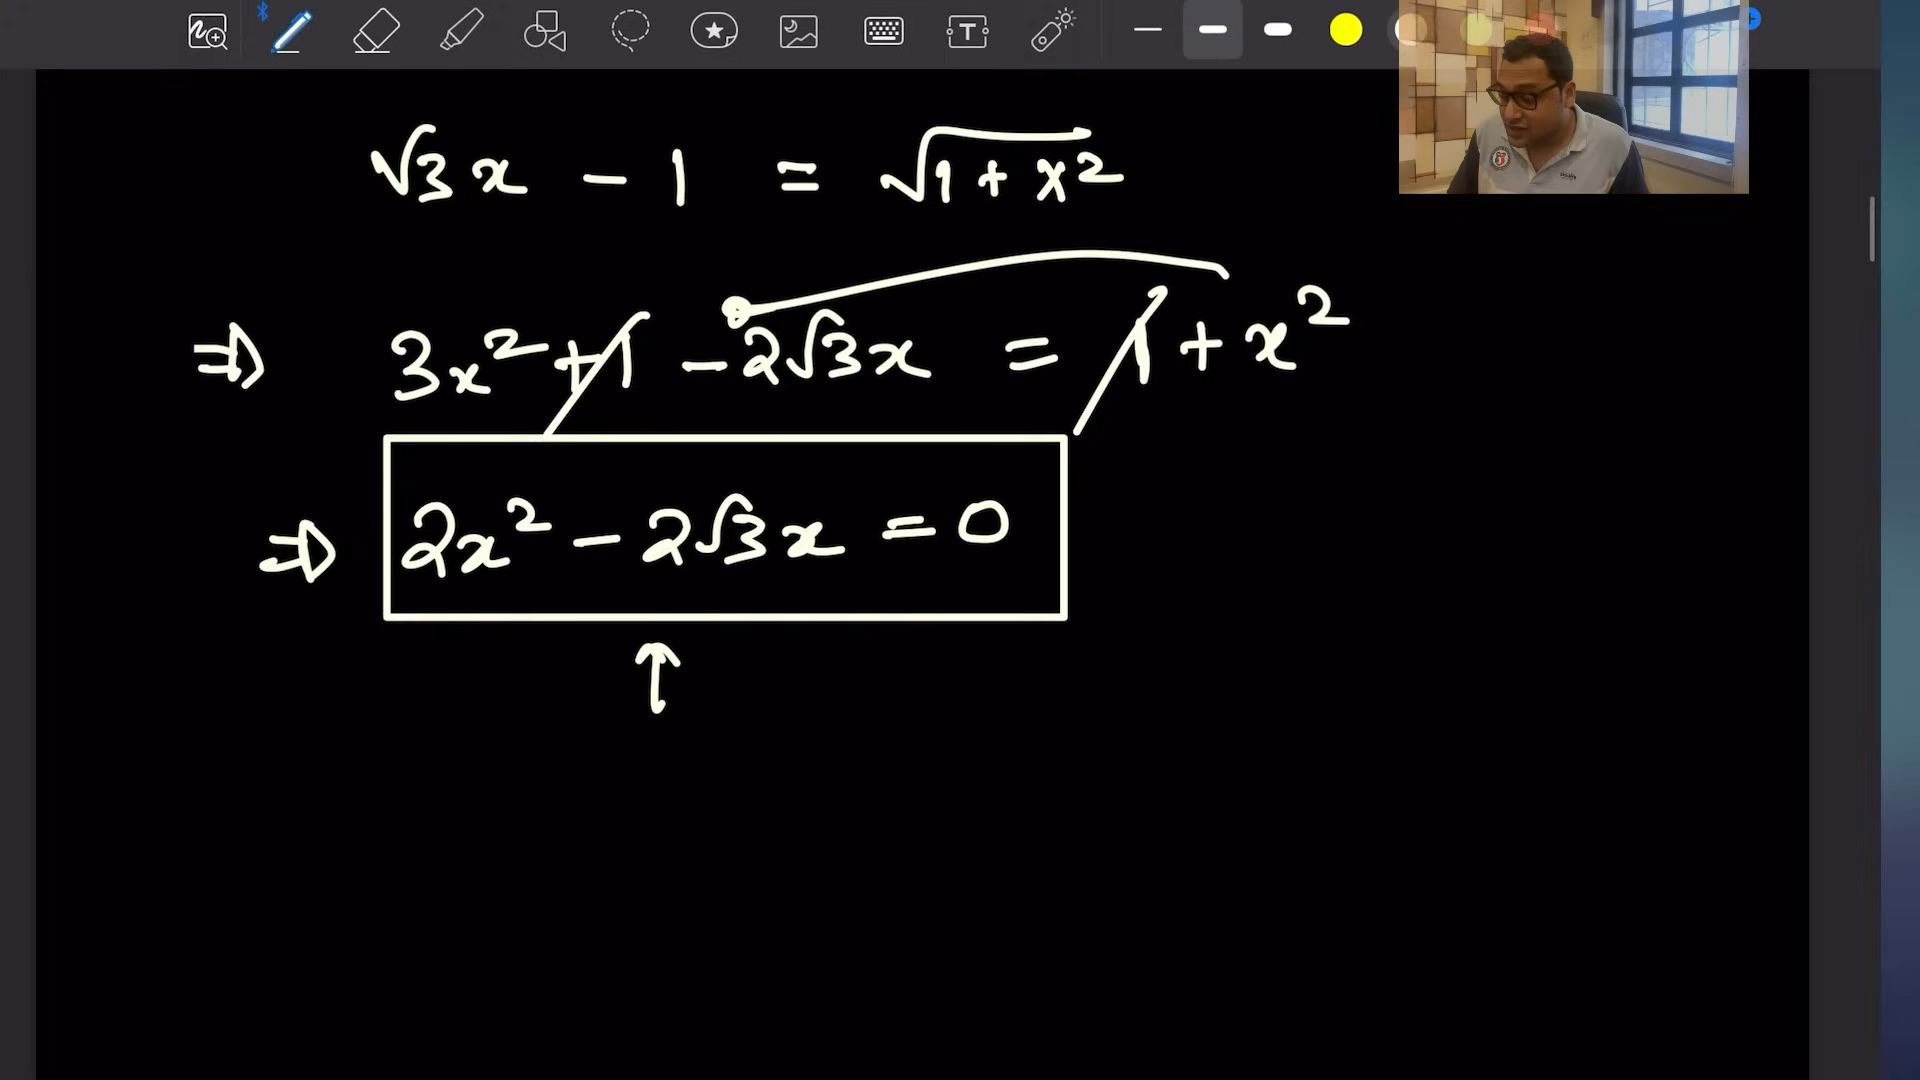 √3x - 1 = √1 + x²
⇒ 3x² + 1 - 2√3x = 1 + x²
⇒ 2x² - 2√3x = 0